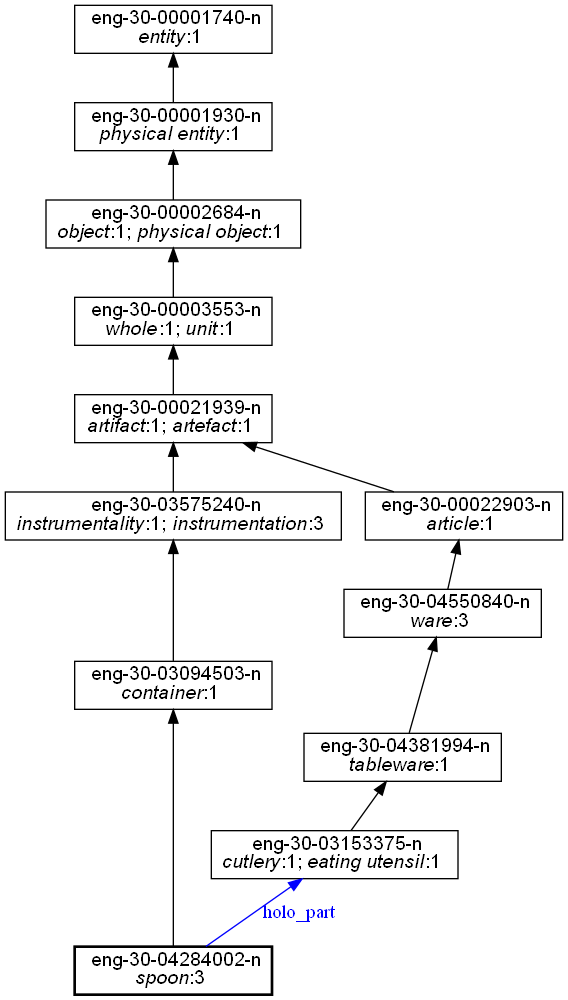 eng-30-00001740-n
entity:1
eng-30-00001930-n
physical entity:1
eng-30-00002684-n
object:1; physical object:1
eng-30-00003553-n
whole:1; unit:1
eng-30-00021939-n
artifact:1; artefact:1
eng-30-03575240-n
instrumentality:1; instrumentation:3
eng-30-00022903-n
article:1
eng-30-04550840-n
ware:3
eng-30-03094503-n
container:1
eng-30-04381994-n
tableware:1
eng-30-03153375-n
cutlery:1; eating utensil:1
holo_part
eng-30-04284002-n
spoon:3